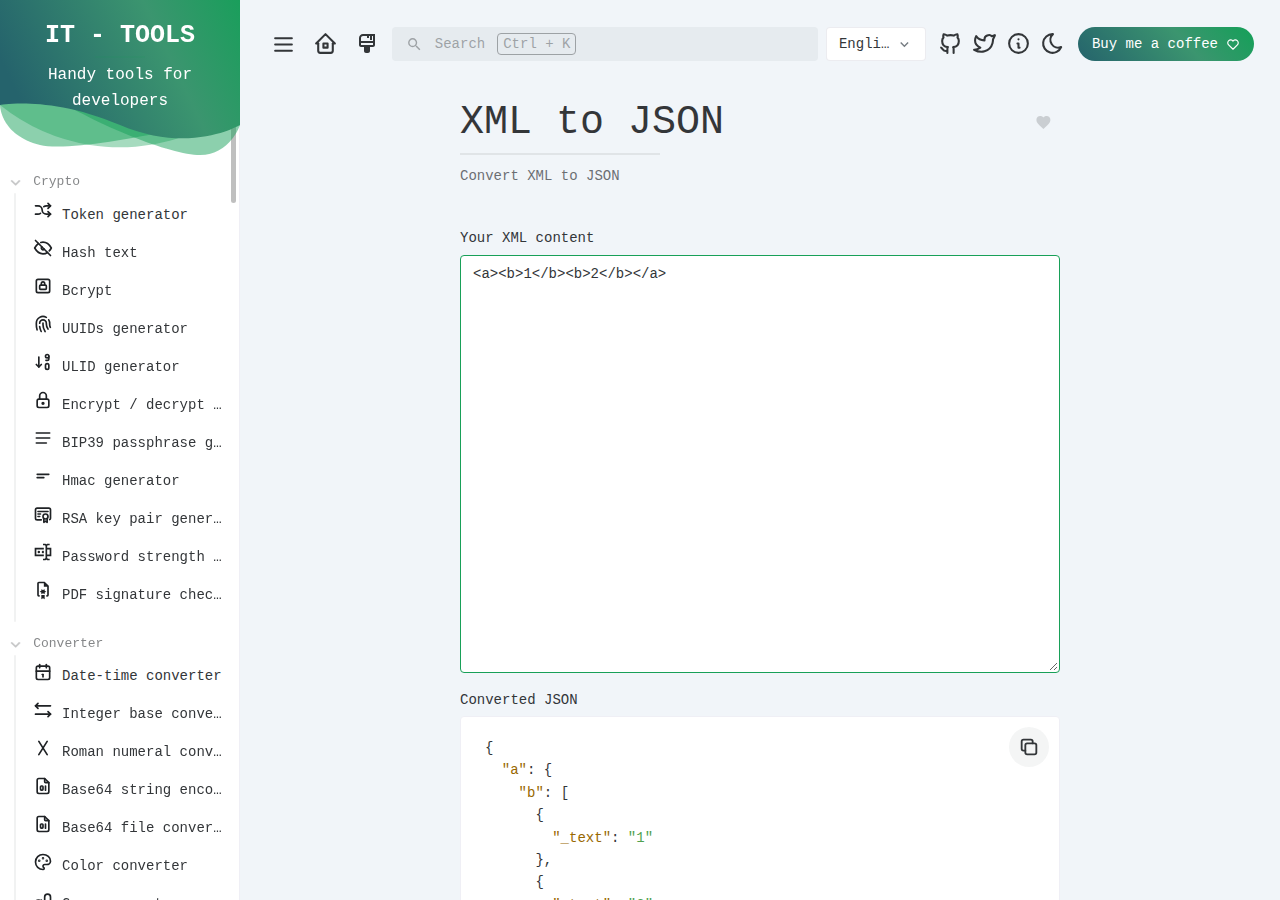 IT - TOOLS
Handy tools for
developers
Crypto
Token generator
Hash text
Bcrypt
UUIDs generator
ULID generator
Encrypt / decrypt …
BIP39 passphrase g…
Hmac generator
RSA key pair gener…
Password strength …
PDF signature chec…
Converter
Date-time converter
Integer base conve…
Roman numeral conv…
Base64 string enco…
Base64 file conver…
Color converter
Search Ctrl + K
Engli…
Buy me a coffee
XML to JSON
Convert XML to JSON
Your XML content
<a><b>1</b><b>2</b></a>
Converted JSON
{
"a": {
"b": [
{
"_text": "1"
},
{